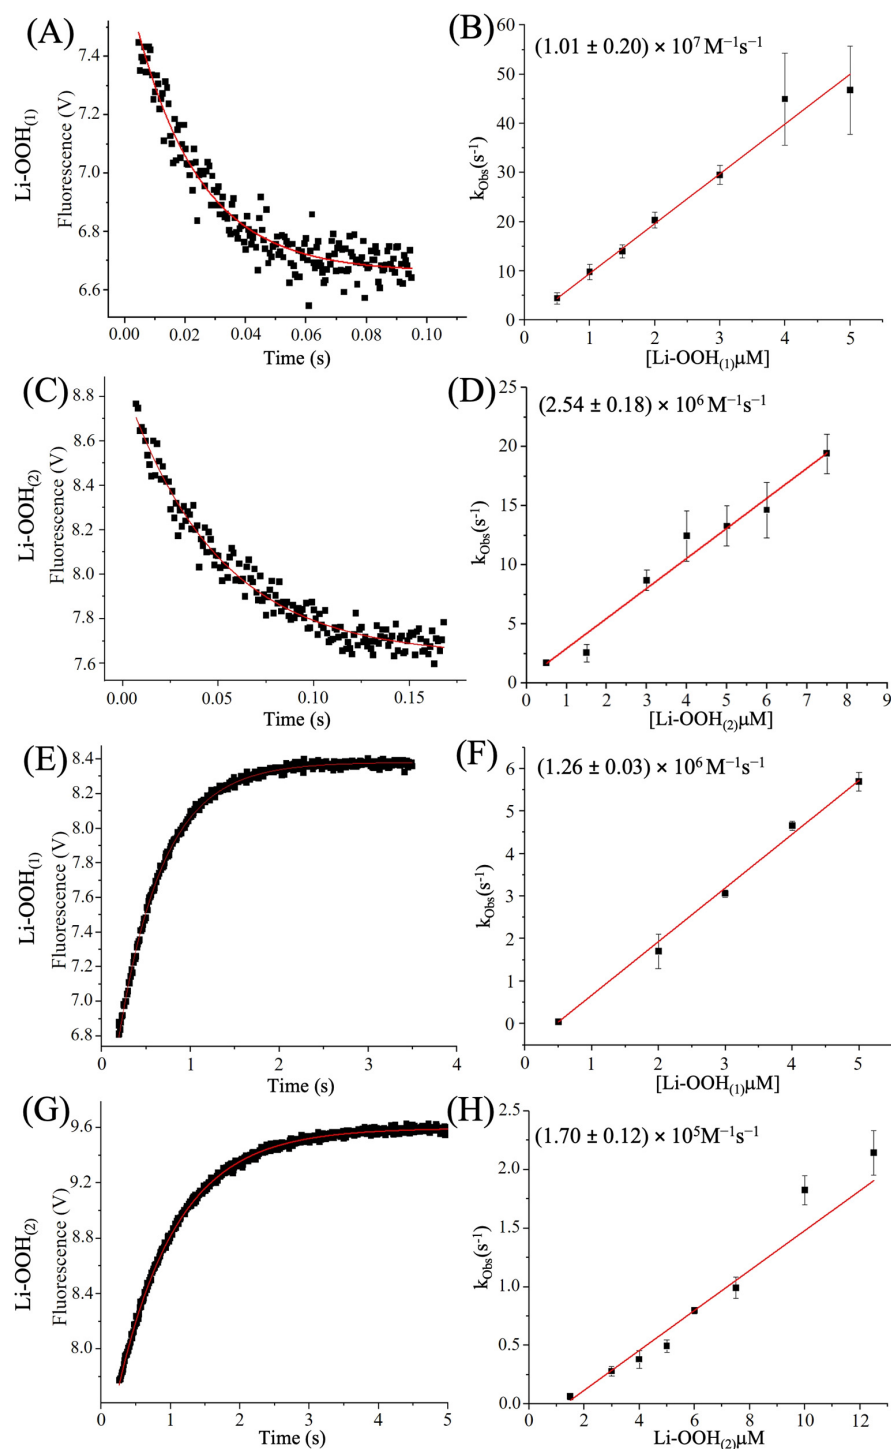 (A)
Li-OOH(1)
Fluorescence (V)
7.4
7.2
7.0
6.8
6.6
0.00 0.02 0.04 0.06 0.08 0.10
Time (s)
(B)
(1.01 ± 0.20) × 10⁷ M⁻¹s⁻¹
kObs(s⁻¹)
60
50
40
30
20
10
0
0 1 2 3 4 5
[Li-OOH(1)μM]
(C)
Li-OOH(2)
Fluorescence (V)
8.8
8.6
8.4
8.2
8.0
7.8
7.6
0.00 0.05 0.10 0.15
Time (s)
(D)
(2.54 ± 0.18) × 10⁶ M⁻¹s⁻¹
kObs(s⁻¹)
25
20
15
10
5
0
0 1 2 3 4 5 6 7 8 9
[Li-OOH(2)μM]
(E)
Li-OOH(1)
Fluorescence (V)
8.4
8.2
8.0
7.8
7.6
7.4
7.2
7.0
6.8
0 1 2 3 4
Time (s)
(F)
(1.26 ± 0.03) × 10⁶ M⁻¹s⁻¹
kObs(s⁻¹)
6
5
4
3
2
1
0
0 1 2 3 4 5
[Li-OOH(1)μM]
(G)
Li-OOH(2)
Fluorescence (V)
9.6
9.2
8.8
8.4
8.0
0 1 2 3 4 5
Time (s)
(H)
(1.70 ± 0.12) × 10⁵M⁻¹s⁻¹
kObs(s⁻¹)
2.5
2.0
1.5
1.0
0.5
0.0
0 2 4 6 8 10 12
Li-OOH(2)μM